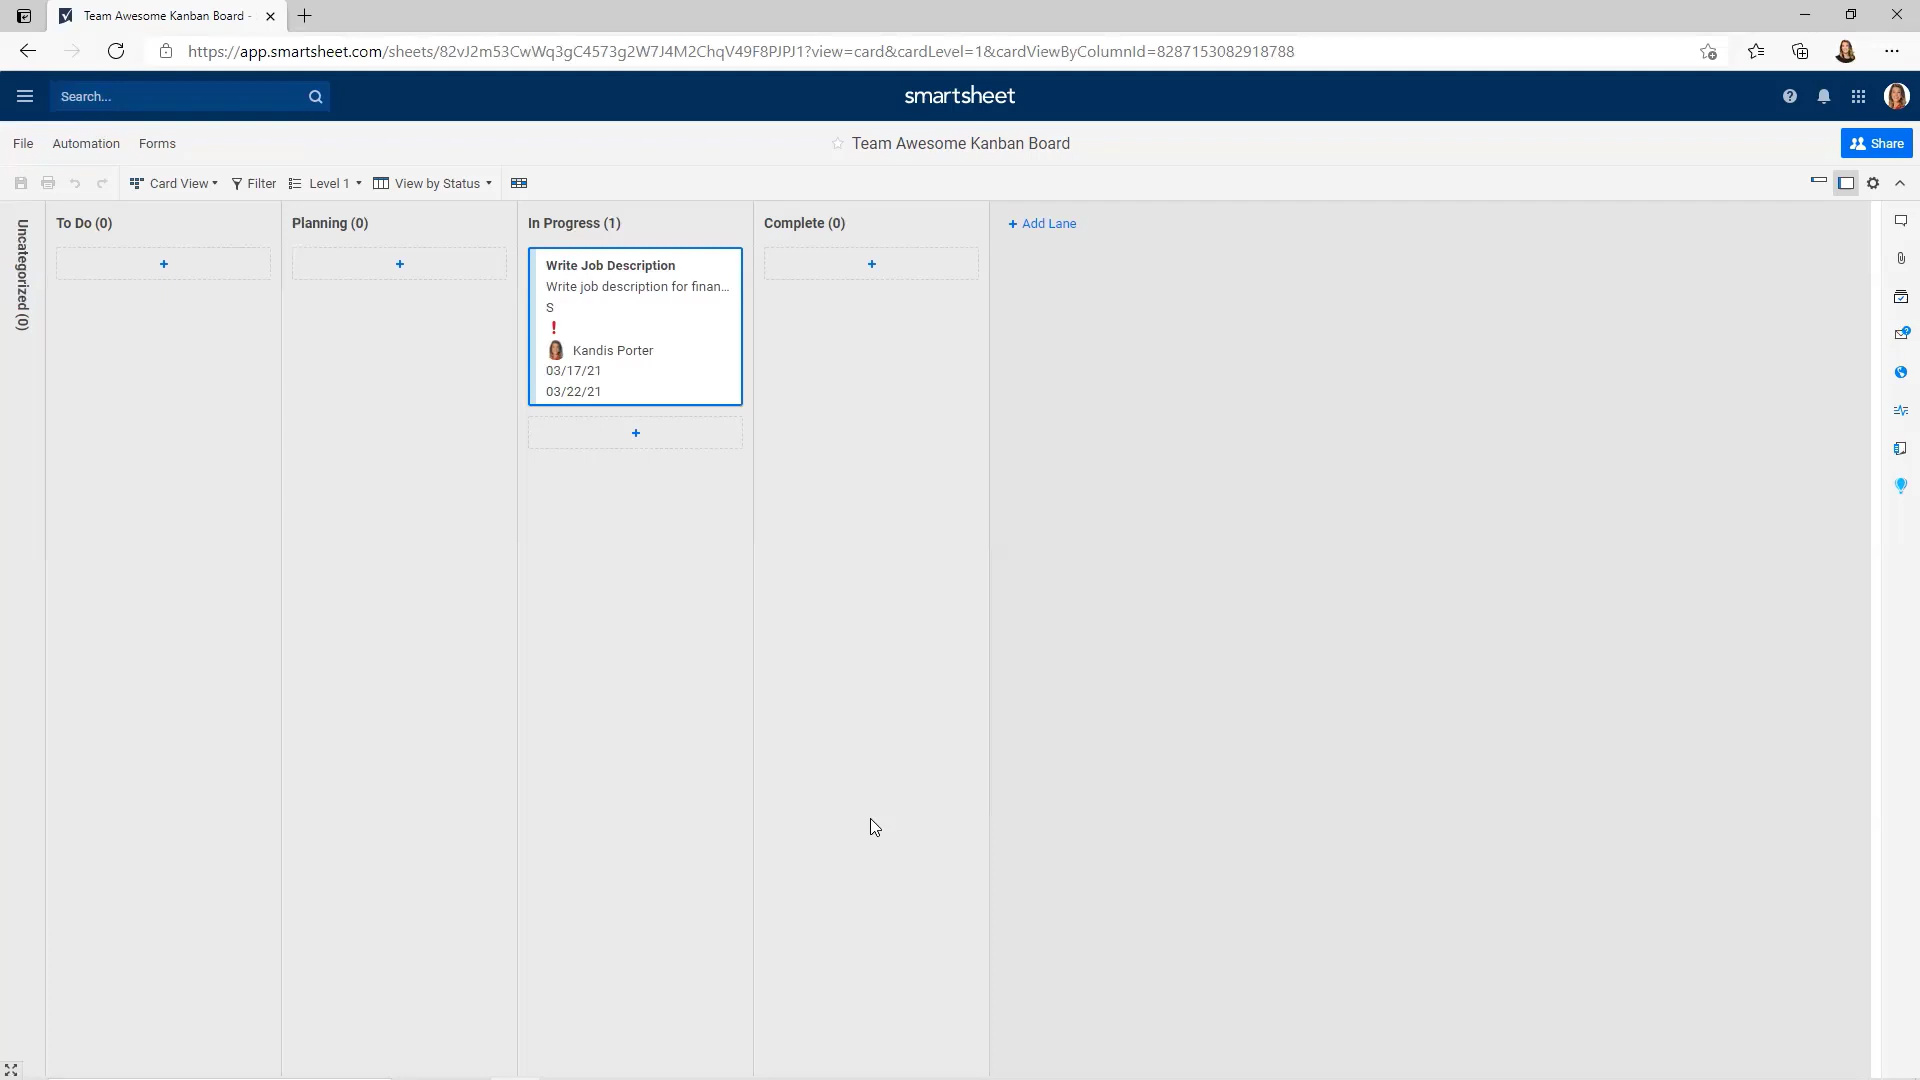 Team Awesome Kanban Board -
https://app.smartsheet.com/sheets/82vJ2m53CwWq3gC4573g2W7J4M2ChqV49F8PJPJ1?view=card&cardLevel=1&cardViewByColumnId=8287153082918788
Search...
smartsheet
File Automation Forms
Team Awesome Kanban Board
Share
Card View Filter Level 1 View by Status
Uncategorized (0)
To Do (0)
Planning (0)
In Progress (1)
Complete (0)
+ Add Lane
Write Job Description
Write job description for finan...
S
Kandis Porter
03/17/21
03/22/21